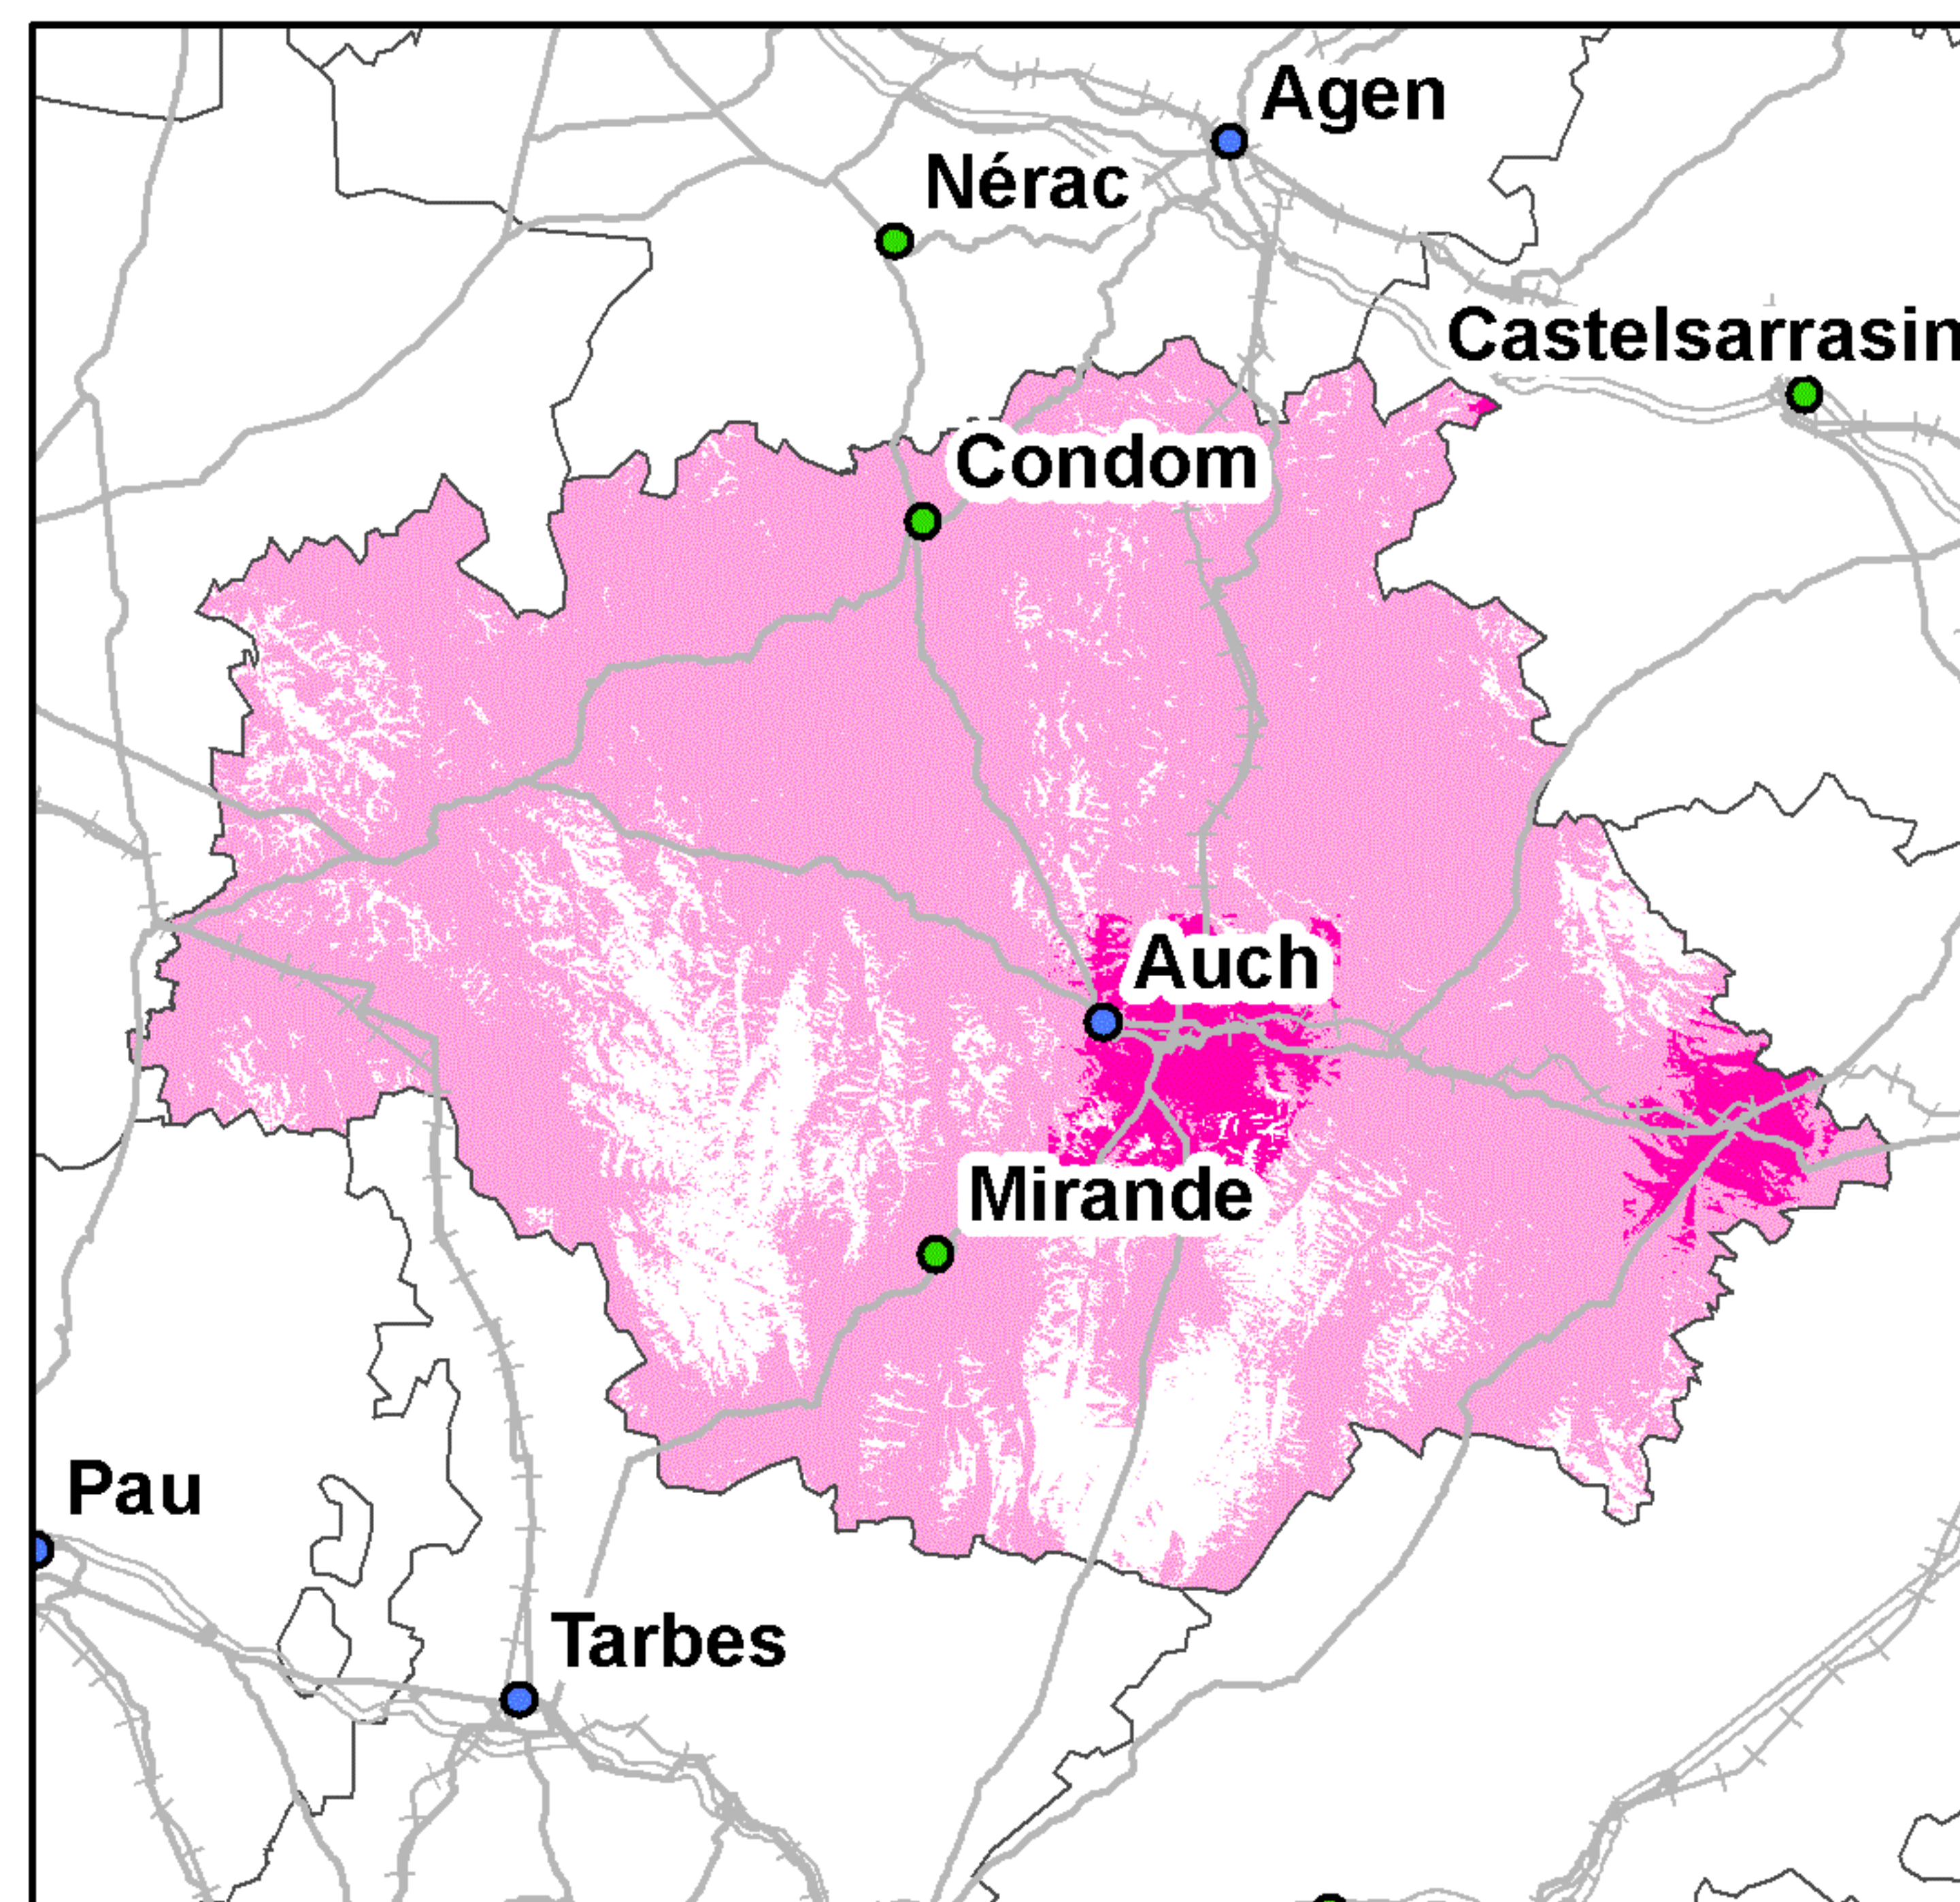 Agen
Nérac
Castelsarrasin
Condom
Auch
Mirande
Pau
Tarbes